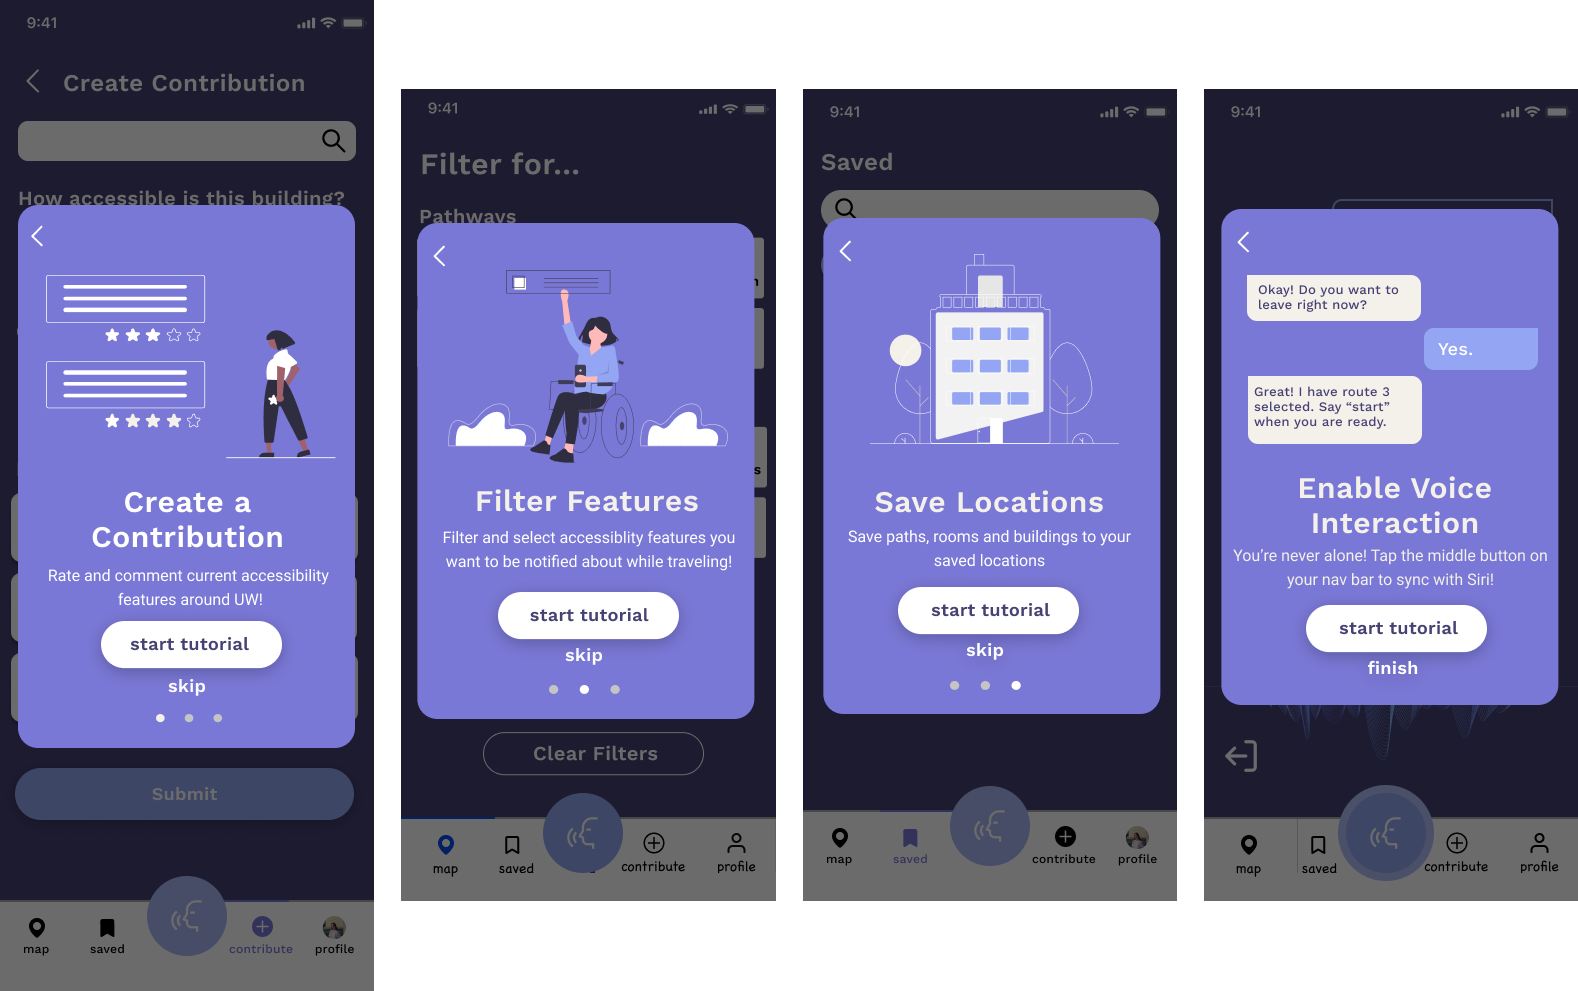 9:41
Create Contribution
How accessible is this building?
Create a
Contribution
Rate and comment current accessibility
features around UW!
start tutorial
skip
Submit
map
saved
contribute
profile
9:41
Filter for...
Pathways
n
s
Filter Features
Filter and select accessiblity features you
want to be notified about while traveling!
start tutorial
skip
Clear Filters
map
saved
contribute
profile
9:41
Saved
Save Locations
Save paths, rooms and buildings to your
saved locations
start tutorial
skip
map
saved
contribute
profile
9:41
Okay! Do you want to
leave right now?
Yes.
Great! I have route 3
selected. Say “start”
when you are ready.
Enable Voice
Interaction
You’re never alone! Tap the middle button on
your nav bar to sync with Siri!
start tutorial
finish
map
saved
contribute
profile